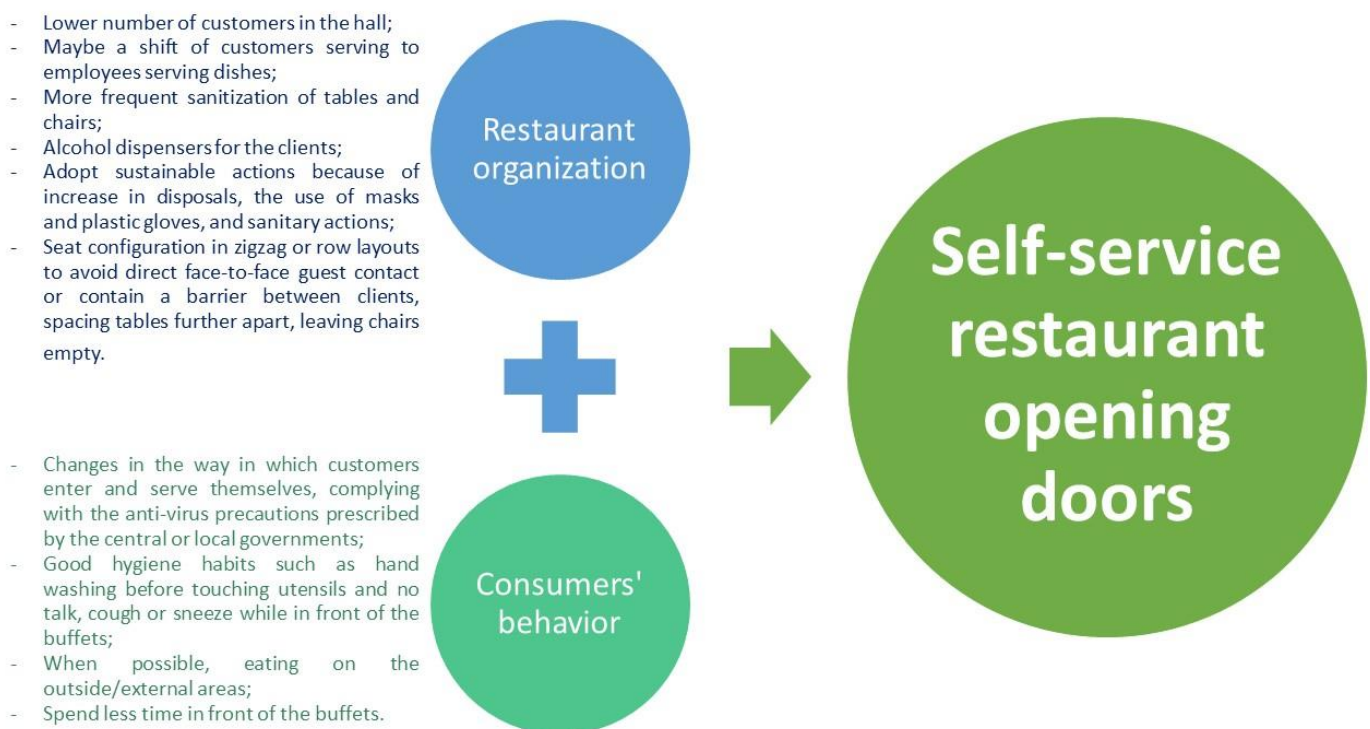 - Lower number of customers in the hall;
- Maybe a shift of customers serving to
employees serving dishes;
- More frequent sanitization of tables and
chairs;
- Alcohol dispensers for the clients;
- Adopt sustainable actions because of
increase in disposals, the use of masks
and plastic gloves, and sanitary actions;
- Seat configuration in zigzag or row layouts
to avoid direct face-to-face guest contact
or contain a barrier between clients,
spacing tables further apart, leaving chairs
empty.
Restaurant
organization
- Changes in the way in which customers
enter and serve themselves, complying
with the anti-virus precautions prescribed
by the central or local governments;
- Good hygiene habits such as hand
washing before touching utensils and no
talk, cough or sneeze while in front of the
buffets;
- When possible, eating on the
outside/external areas;
- Spend less time in front of the buffets.
Consumers'
behavior
Self-service
restaurant
opening
doors